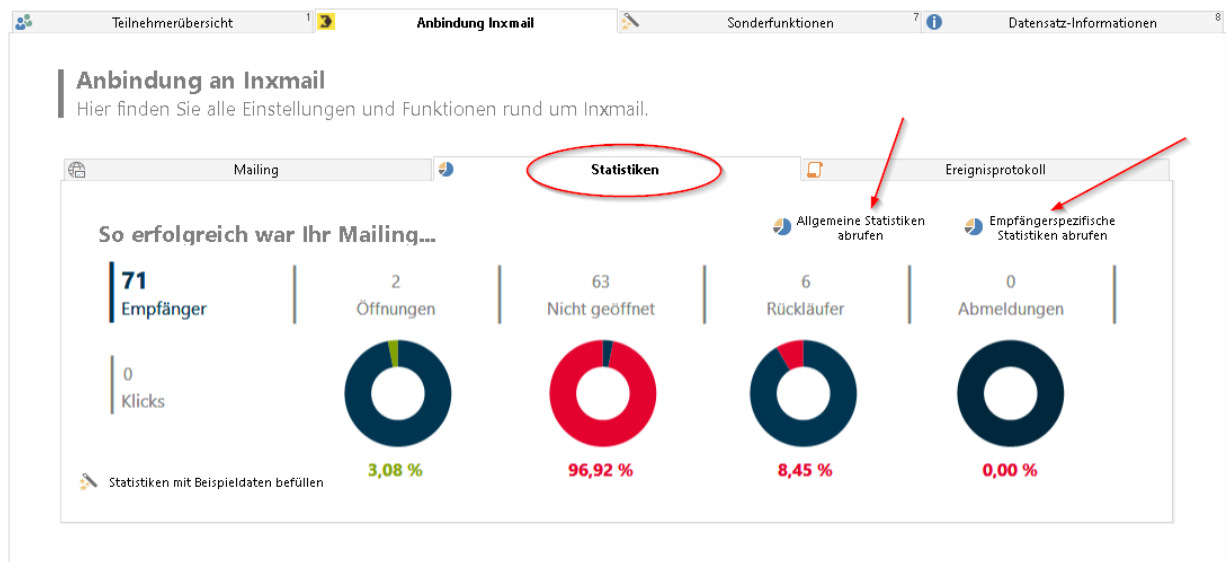 Teilnehmerübersicht 1
Anbindung Inxmail
Sonderfunktionen 7
Datensatz-Informationen 8
Anbindung an Inxmail
Hier finden Sie alle Einstellungen und Funktionen rund um Inxmail.
Mailing
Statistiken
Ereignisprotokoll
So erfolgreich war Ihr Mailing...
Allgemeine Statistiken
abrufen
Empfängerspezifische
Statistiken abrufen
71
Empfänger
2
Öffnungen
63
Nicht geöffnet
6
Rückläufer
0
Abmeldungen
0
Klicks
3,08 %
96,92 %
8,45 %
0,00 %
Statistiken mit Beispieldaten befüllen